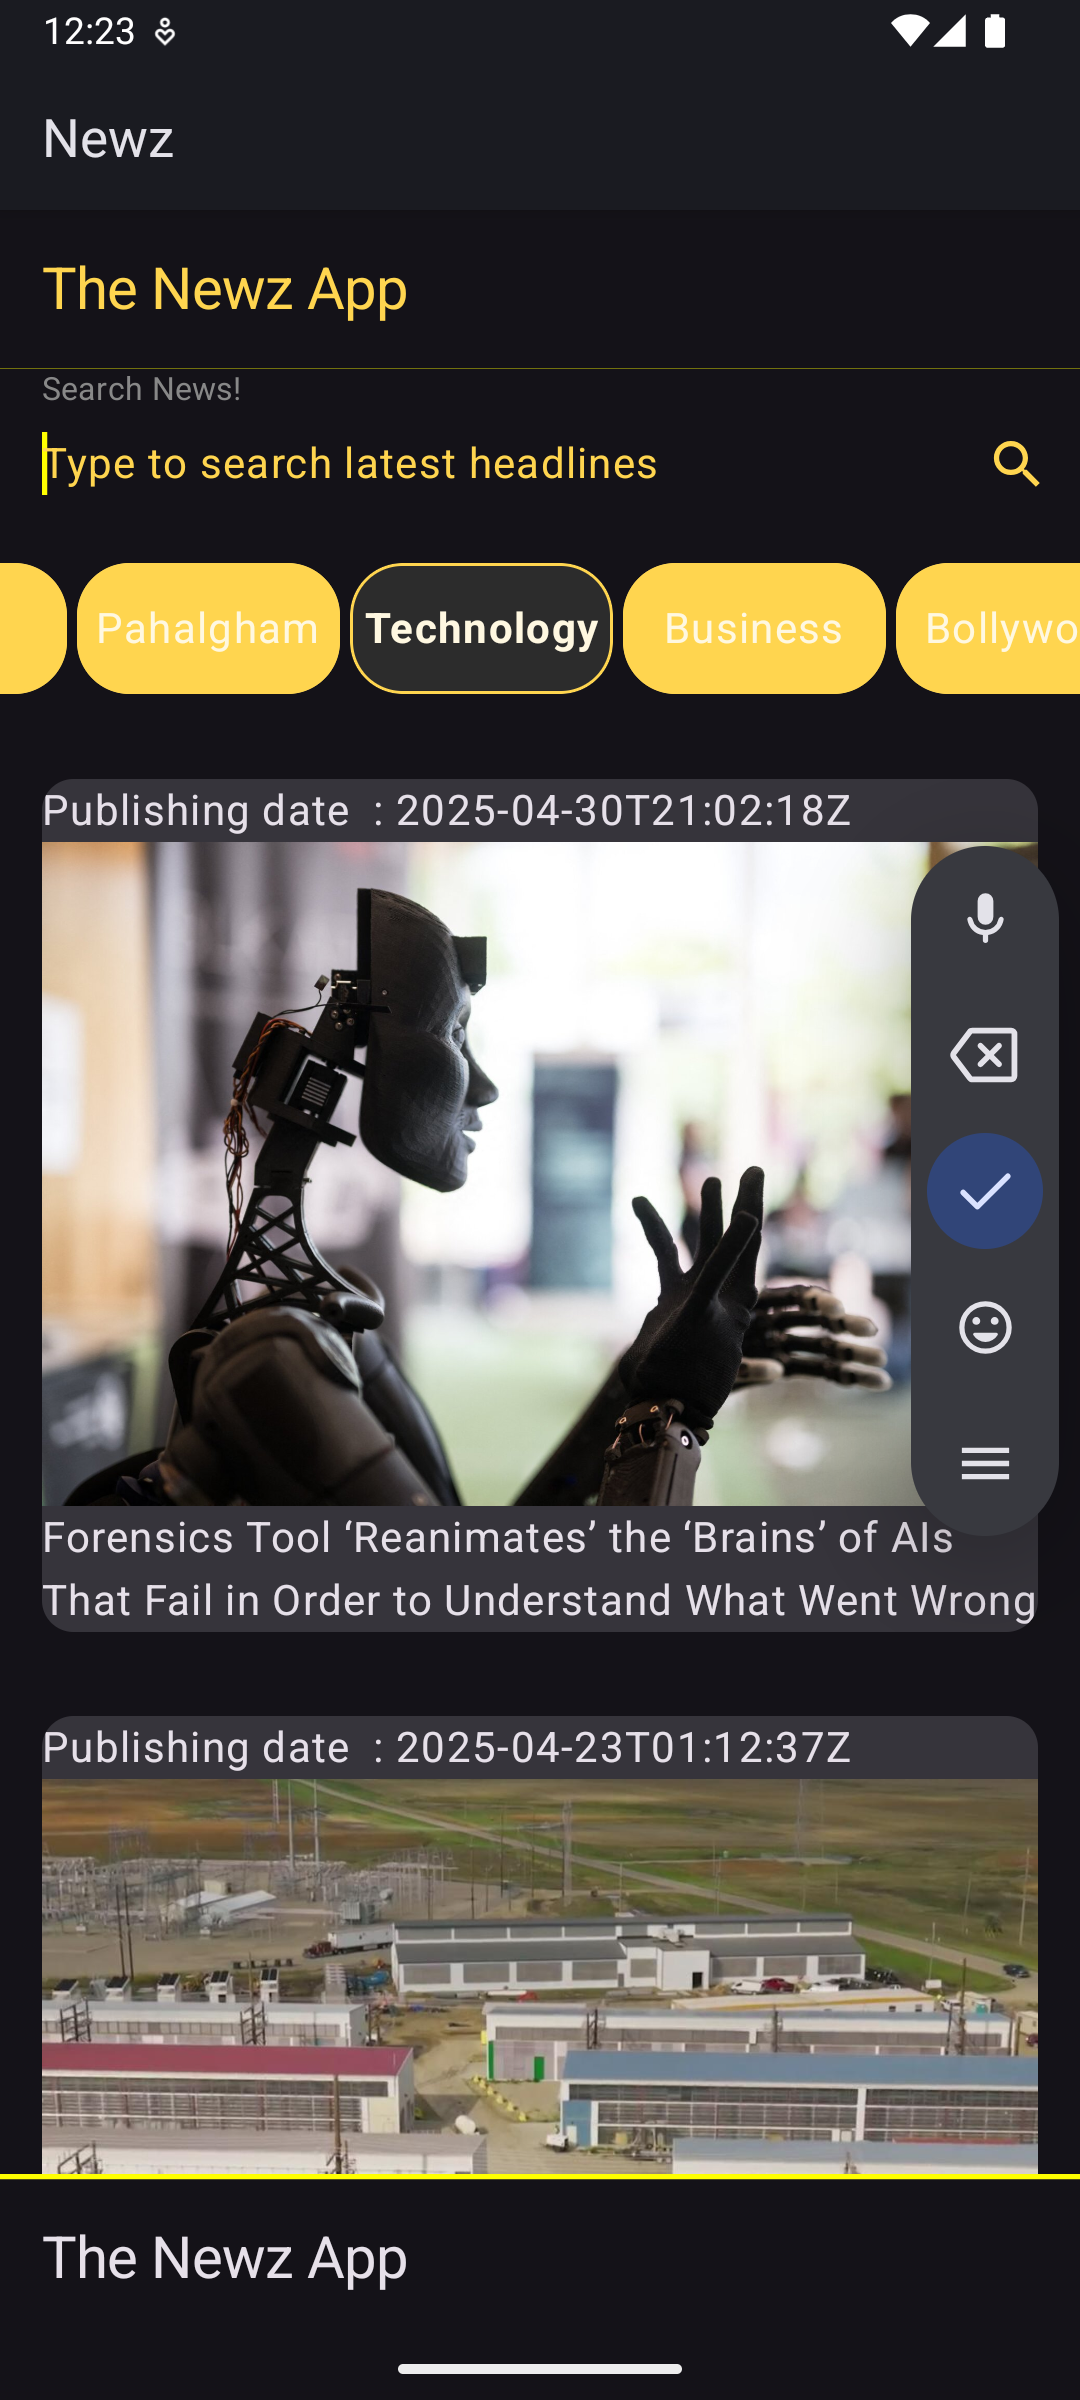 12:23
Newz
The Newz App
Search News!
Type to search latest headlines
Pahalgham
Technology
Business
Bollywo
Publishing date : 2025-04-30T21:02:18Z
Forensics Tool ‘Reanimates’ the ‘Brains’ of AIs
That Fail in Order to Understand What Went Wrong
Publishing date : 2025-04-23T01:12:37Z
The Newz App